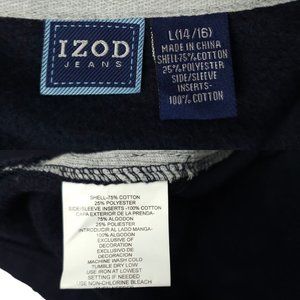 IZOD
JEANS
L(14/16)
MADE IN CHINA
SHELL-75%COTTON
25%POLYESTER
SIDE/SLEEVE
INSERTS-
100%COTTON
SHELL-75% COTTON
25% POLYESTER
SIDE/SLEEVE INSERTS -100% COTTON
CAPA EXTERIOR DE LA PRENDA-
75% ALGODON
25% POLIESTER
INTRODUCIR AL LADO MANGA-
100% ALGODON
EXCLUSIVE OF
DECORATION
EXCLUSIVO DE
DECORACION
MACHINE WASH COLD
TUMBLE DRY LOW
USE IRON AT LOWEST
SETTING IF NEEDED
USE NON-CHLORINE BLEACH